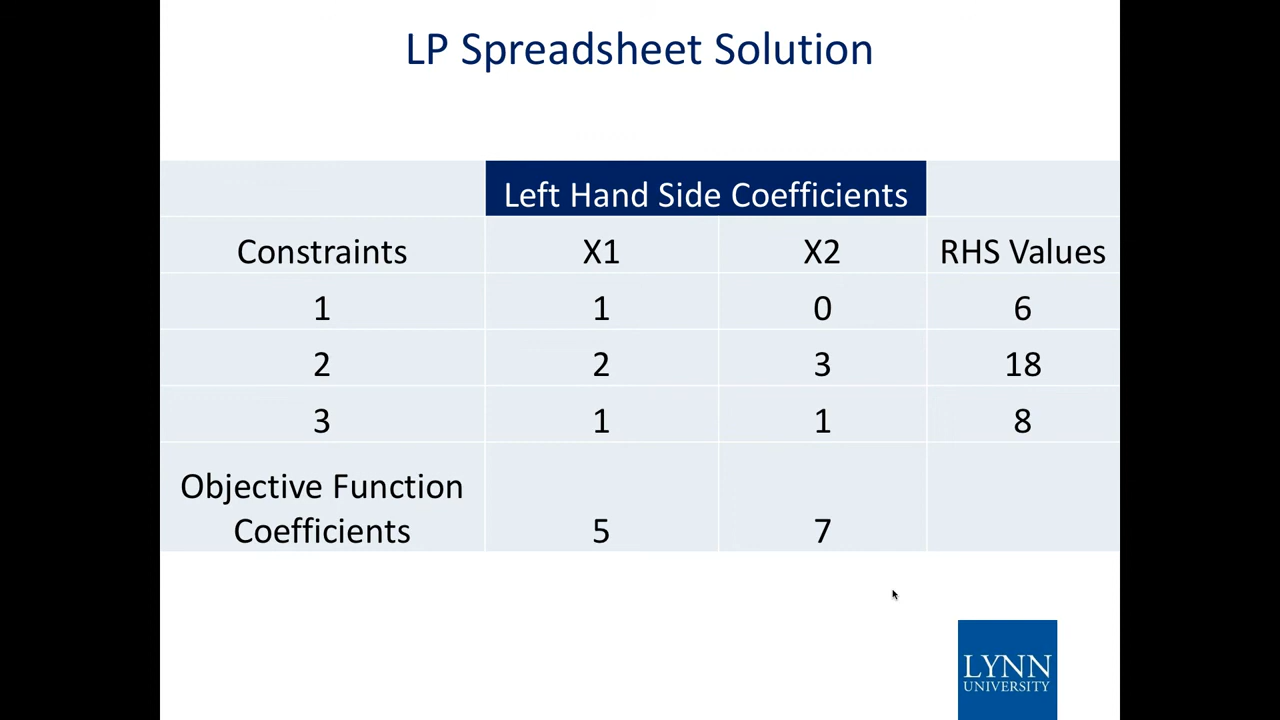 LP Spreadsheet Solution
Left Hand Side Coefficients
Constraints X1 X2 RHS Values
1 1 0 6
2 2 3 18
3 1 1 8
Objective Function
Coefficients 5 7
LYNN
UNIVERSITY